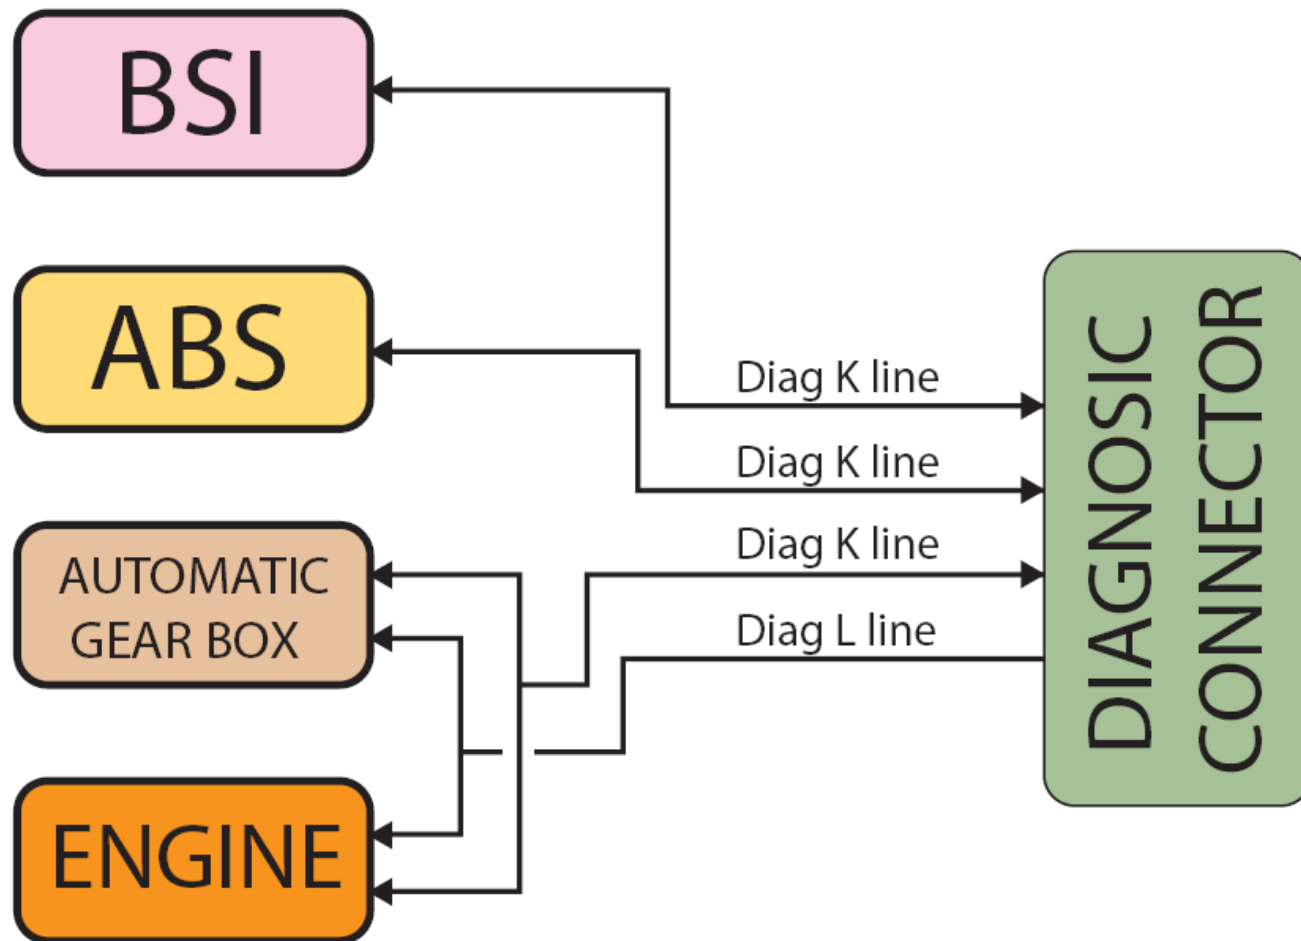 BSI
ABS
AUTOMATIC
GEAR BOX
ENGINE
Diag K line
Diag K line
Diag K line
Diag L line
DIAGNOSIC
CONNECTOR